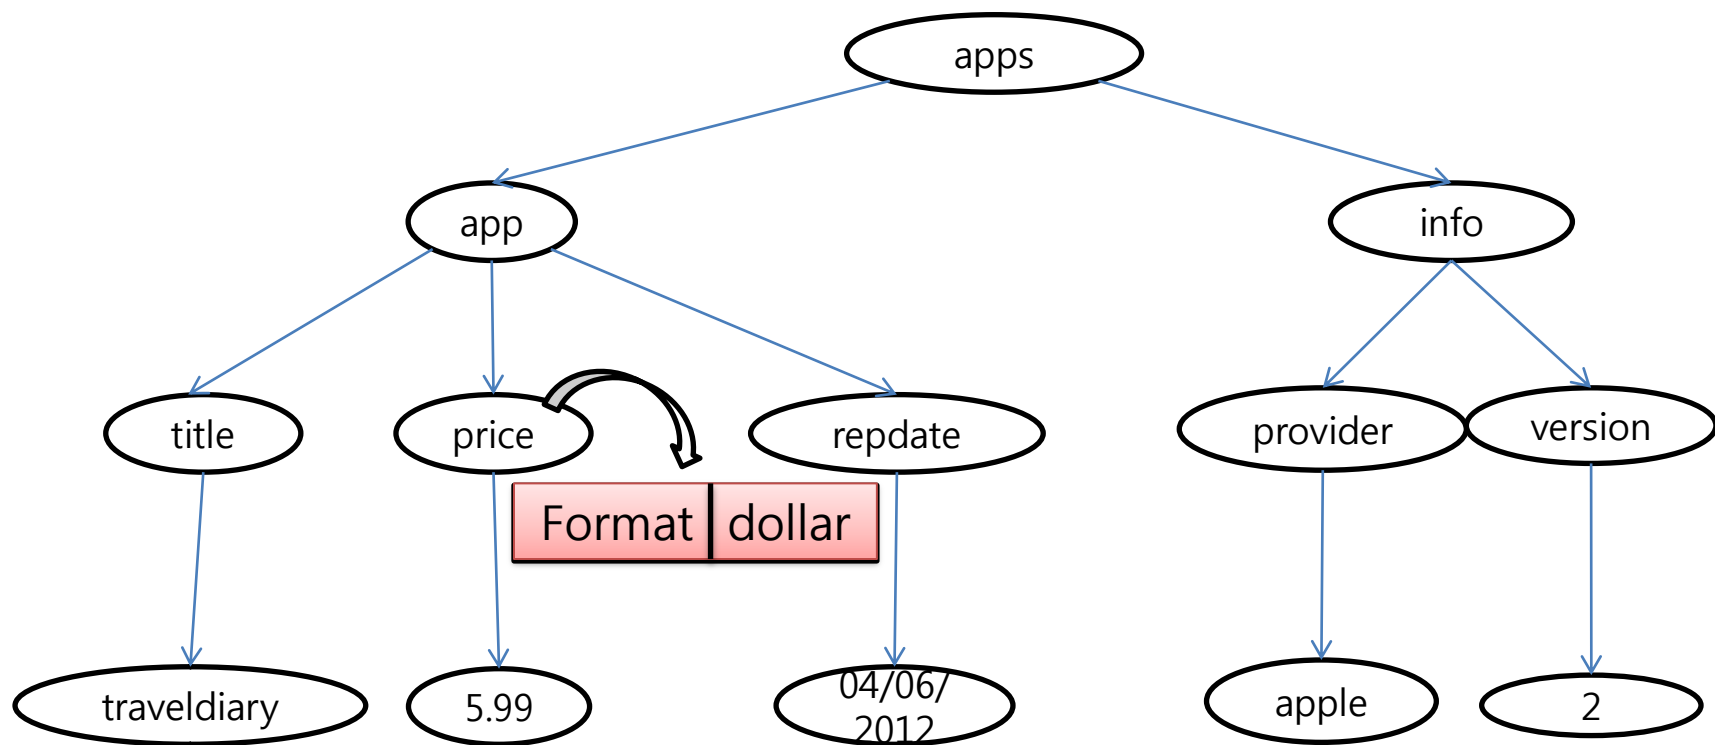 apps
app
info
title
price
repdate
provider
version
Format dollar
traveldiary
5.99
04/06/
2012
apple
2